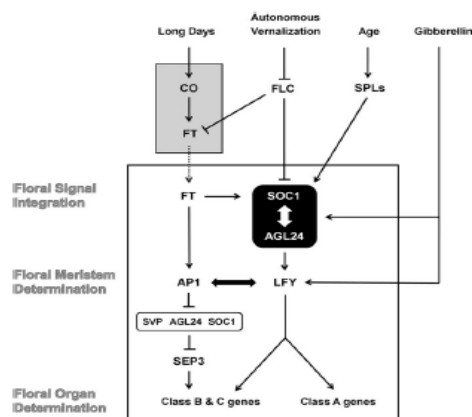 Autonomous
Long Days Vernalization Age Gibberellin
CO FLC SPLs
FT
Floral Signal
Integration
FT SOC1
AGL24
Floral Meristem
Determination
AP1 LFY
SVP AGL24 SOC1
SEP3
Floral Organ
Determination
Class B & C genes Class A genes